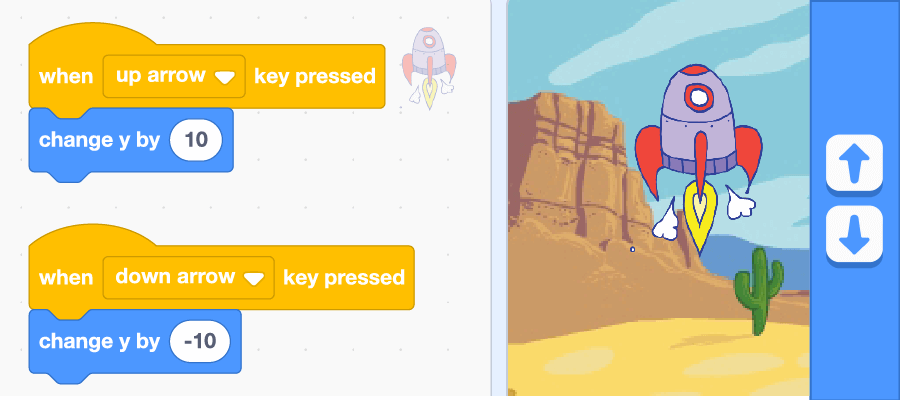 when up arrow key pressed
change y by 10
when down arrow key pressed
change y by -10